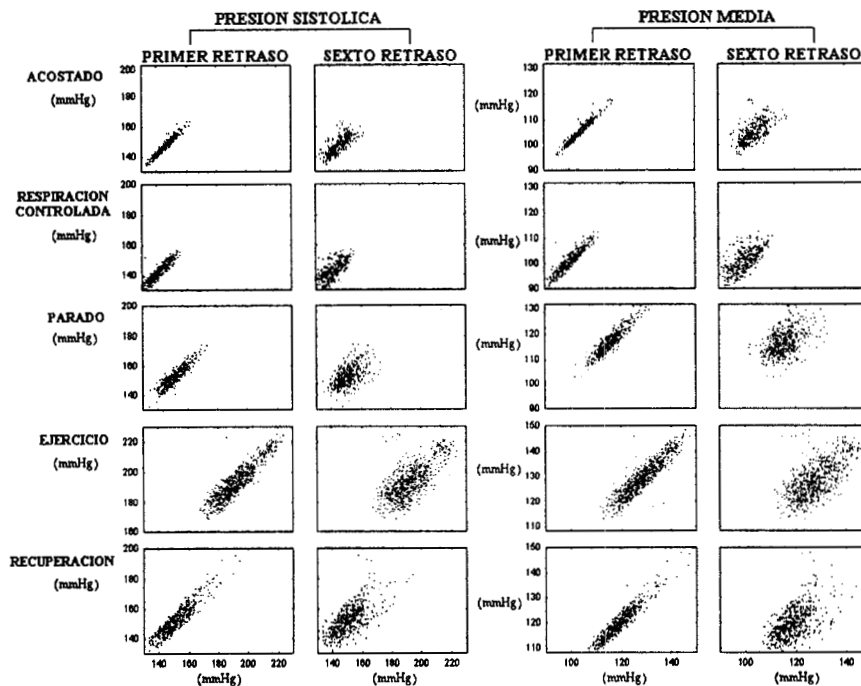 PRESION SISTOLICA PRESION MEDIA
PRIMER RETRASO SEXTO RETRASO PRIMER RETRASO SEXTO RETRASO
ACOSTADO
(mmHg)
200
180
160
140
(mmHg)
130
120
110
100
90
RESPIRACION
CONTROLADA
(mmHg)
200
180
160
140
(mmHg)
130
120
110
100
90
PARADO
(mmHg)
200
180
160
140
(mmHg)
130
120
110
100
90
EJERCICIO
(mmHg)
220
200
180
160
(mmHg)
150
140
130
120
110
RECUPERACION
(mmHg)
200
180
160
140
(mmHg)
150
140
130
120
110
140 160 180 200 220 140 160 180 200 220 100 120 140 100 120 140
(mmHg) (mmHg) (mmHg) (mmHg)